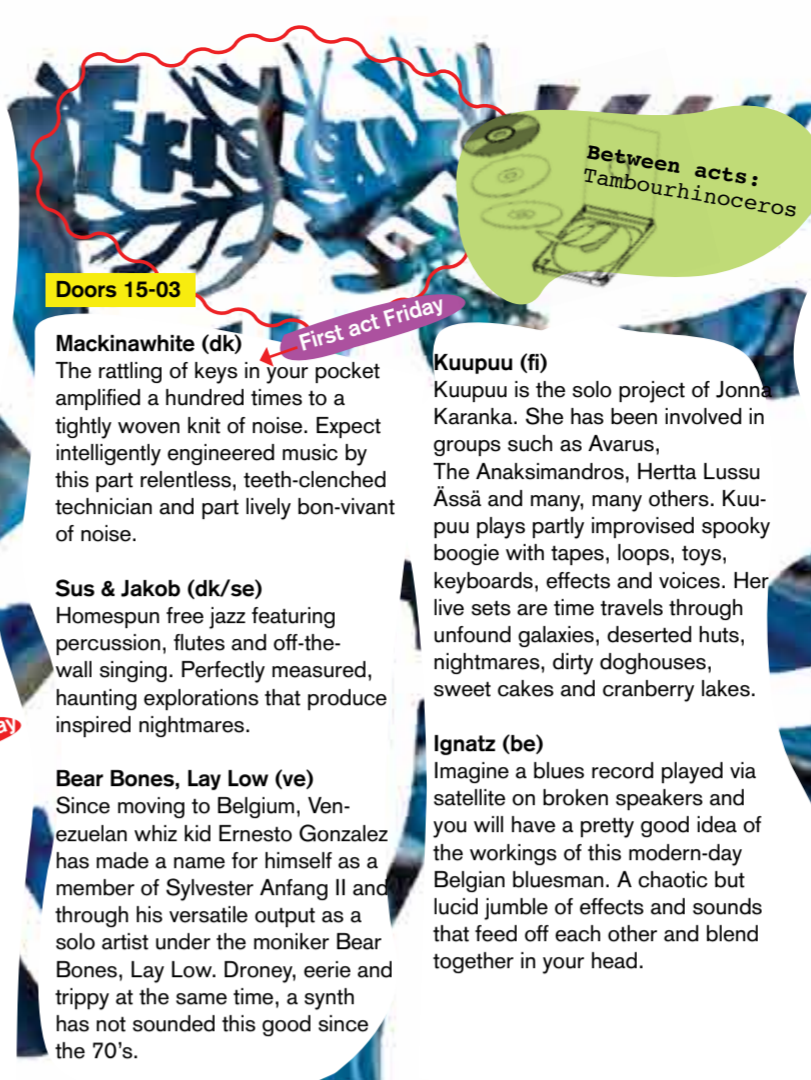 Between acts:
Tambourhinoceros
Doors 15-03
First act Friday
Mackinawhite (dk)
The rattling of keys in your pocket
amplified a hundred times to a
tightly woven knit of noise. Expect
intelligently engineered music by
this part relentless, teeth-clenched
technician and part lively bon-vivant
of noise.
Sus & Jakob (dk/se)
Homespun free jazz featuring
percussion, flutes and off-the-
wall singing. Perfectly measured,
haunting explorations that produce
inspired nightmares.
ay
Bear Bones, Lay Low (ve)
Since moving to Belgium, Ven-
ezuelan whiz kid Ernesto Gonzalez
has made a name for himself as a
member of Sylvester Anfang II and
through his versatile output as a
solo artist under the moniker Bear
Bones, Lay Low. Droney, eerie and
trippy at the same time, a synth
has not sounded this good since
the 70's.
Kuupuu (fi)
Kuupuu is the solo project of Jonna
Karanka. She has been involved in
groups such as Avarus,
The Anaksimandros, Hertta Lussu
Ässä and many, many others. Kuu-
puu plays partly improvised spooky
boogie with tapes, loops, toys,
keyboards, effects and voices. Her
live sets are time travels through
unfound galaxies, deserted huts,
nightmares, dirty doghouses,
sweet cakes and cranberry lakes.
Ignatz (be)
Imagine a blues record played via
satellite on broken speakers and
you will have a pretty good idea of
the workings of this modern-day
Belgian bluesman. A chaotic but
lucid jumble of effects and sounds
that feed off each other and blend
together in your head.